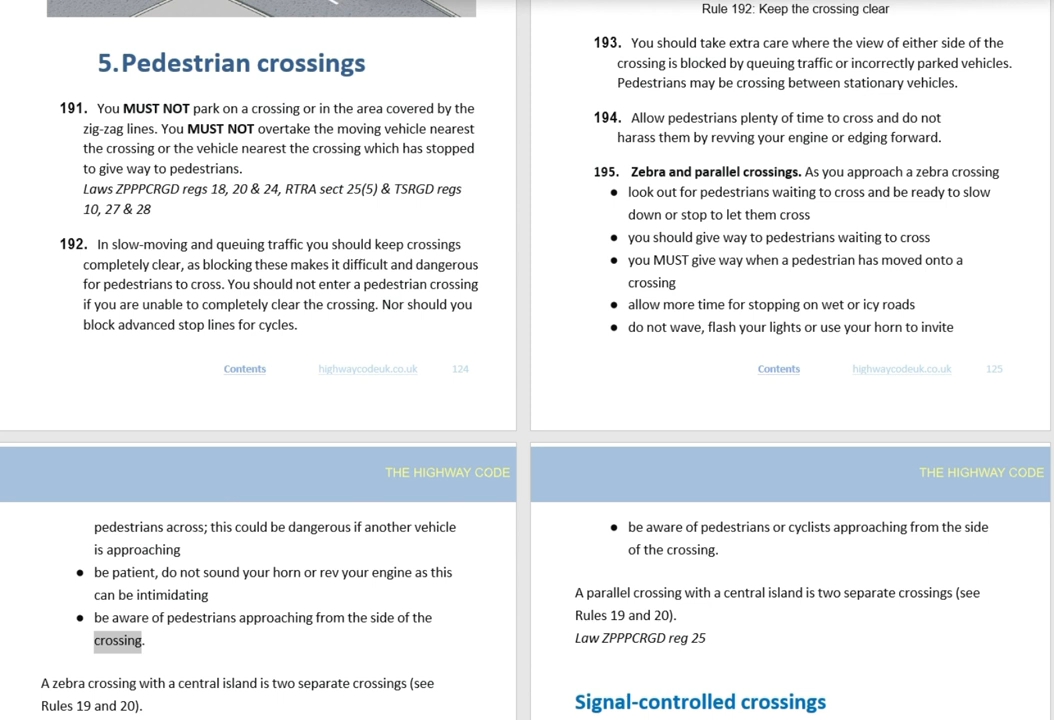 5. Pedestrian crossings
191. You MUST NOT park on a crossing or in the area covered by the
zig-zag lines. You MUST NOT overtake the moving vehicle nearest
the crossing or the vehicle nearest the crossing which has stopped
to give way to pedestrians.
Laws ZPPPCRGD regs 18, 20 & 24, RTRA sect 25(5) & TSRGD regs
10, 27 & 28
192. In slow-moving and queuing traffic you should keep crossings
completely clear, as blocking these makes it difficult and dangerous
for pedestrians to cross. You should not enter a pedestrian crossing
if you are unable to completely clear the crossing. Nor should you
block advanced stop lines for cycles.
Contents highwaycodeuk.co.uk 124
Rule 192: Keep the crossing clear
193. You should take extra care where the view of either side of the
crossing is blocked by queuing traffic or incorrectly parked vehicles.
Pedestrians may be crossing between stationary vehicles.
194. Allow pedestrians plenty of time to cross and do not
harass them by revving your engine or edging forward.
195. Zebra and parallel crossings. As you approach a zebra crossing
● look out for pedestrians waiting to cross and be ready to slow
down or stop to let them cross
● you should give way to pedestrians waiting to cross
● you MUST give way when a pedestrian has moved onto a
crossing
● allow more time for stopping on wet or icy roads
● do not wave, flash your lights or use your horn to invite
Contents highwaycodeuk.co.uk 125
THE HIGHWAY CODE
pedestrians across; this could be dangerous if another vehicle
is approaching
● be patient, do not sound your horn or rev your engine as this
can be intimidating
● be aware of pedestrians approaching from the side of the
crossing.
A zebra crossing with a central island is two separate crossings (see
Rules 19 and 20).
THE HIGHWAY CODE
● be aware of pedestrians or cyclists approaching from the side
of the crossing.
A parallel crossing with a central island is two separate crossings (see
Rules 19 and 20).
Law ZPPPCRGD reg 25
Signal-controlled crossings